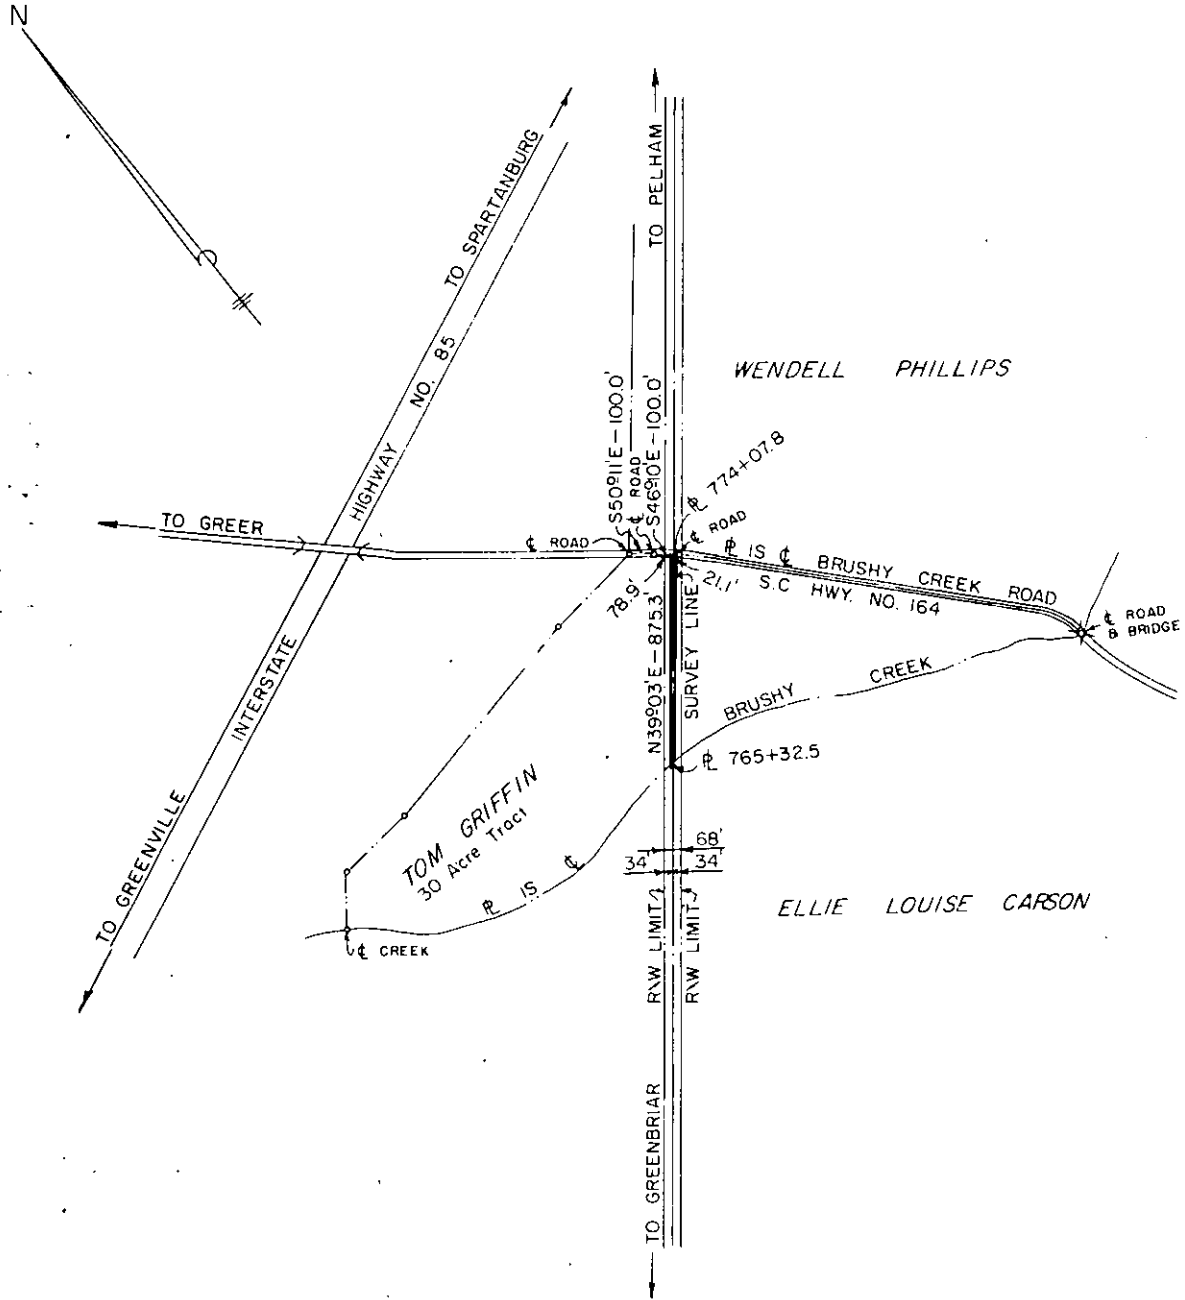 N
TO SPARTANBURG
HIGHWAY NO. 85
INTERSTATE
TO GREENVILLE
TO PELHAM
WENDELL PHILLIPS
S50°11'E-100.0'
℄ ROAD
S46°10'E-100.0'
℄ ROAD
TO GREER
℄ ROAD
ℙ 774+07.8
℄ ROAD
ℙ IS ℄ BRUSHY CREEK ROAD
S.C HWY. NO. 164
78.9'
21.1'
N39°03'E-875.3'
SURVEY LINE
℄ ROAD
& BRIDGE
BRUSHY CREEK
ℙ 765+32.5
TOM GRIFFIN
30 Acre Tract
ℙ IS ℄
℄ CREEK
68'
34' 34'
R\W LIMIT
R\W LIMIT
ELLIE LOUISE CARSON
TO GREENBRIAR